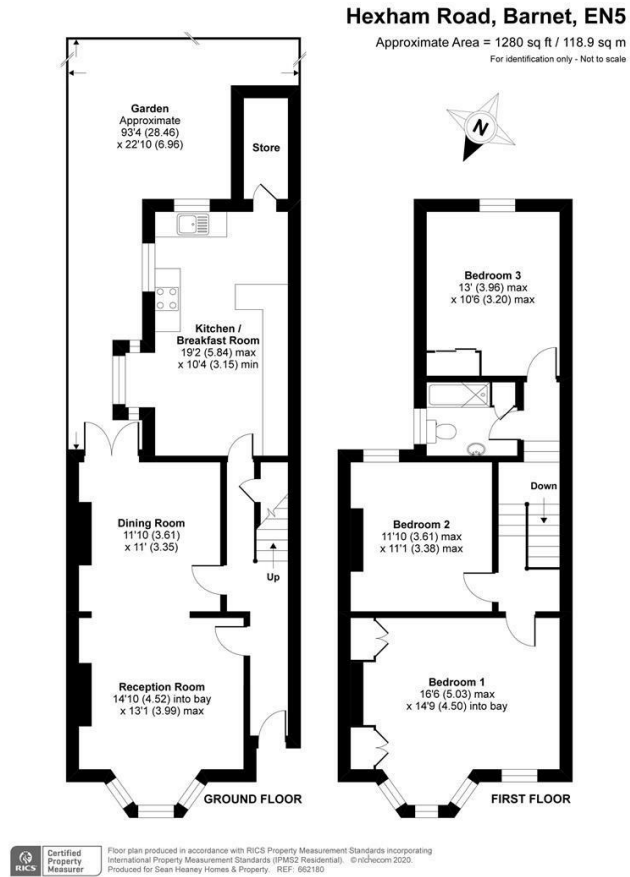 Hexham Road, Barnet, EN5
Approximate Area = 1280 sq ft / 118.9 sq m
For identification only - Not to scale
Garden
Approximate
93'4 (28.46)
x 22'10 (6.96)
Store
N
Kitchen /
Breakfast Room
19'2 (5.84) max
x 10'4 (3.15) min
Bedroom 3
13' (3.96) max
x 10'6 (3.20) max
Dining Room
11'10 (3.61)
x 11' (3.35)
Up
Down
Bedroom 2
11'10 (3.61) max
x 11'1 (3.38) max
Reception Room
14'10 (4.52) into bay
x 13'1 (3.99) max
Bedroom 1
16'6 (5.03) max
x 14'9 (4.50) into bay
GROUND FLOOR
FIRST FLOOR
RICS
Certified
Property
Measurer
Floor plan produced in accordance with RICS Property Measurement Standards incorporating
International Property Measurement Standards (IPMS2 Residential). © nichecom 2020.
Produced for Sean Heaney Homes & Property. REF: 662180